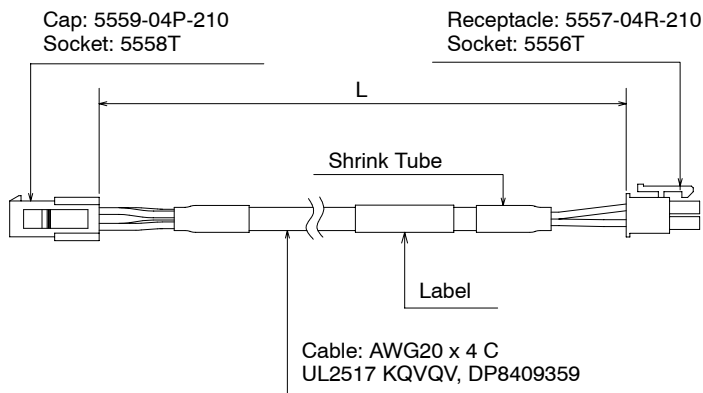 Cap: 5559-04P-210
Socket: 5558T
Receptacle: 5557-04R-210
Socket: 5556T
L
Shrink Tube
Label
Cable: AWG20 x 4 C
UL2517 KQVQV, DP8409359